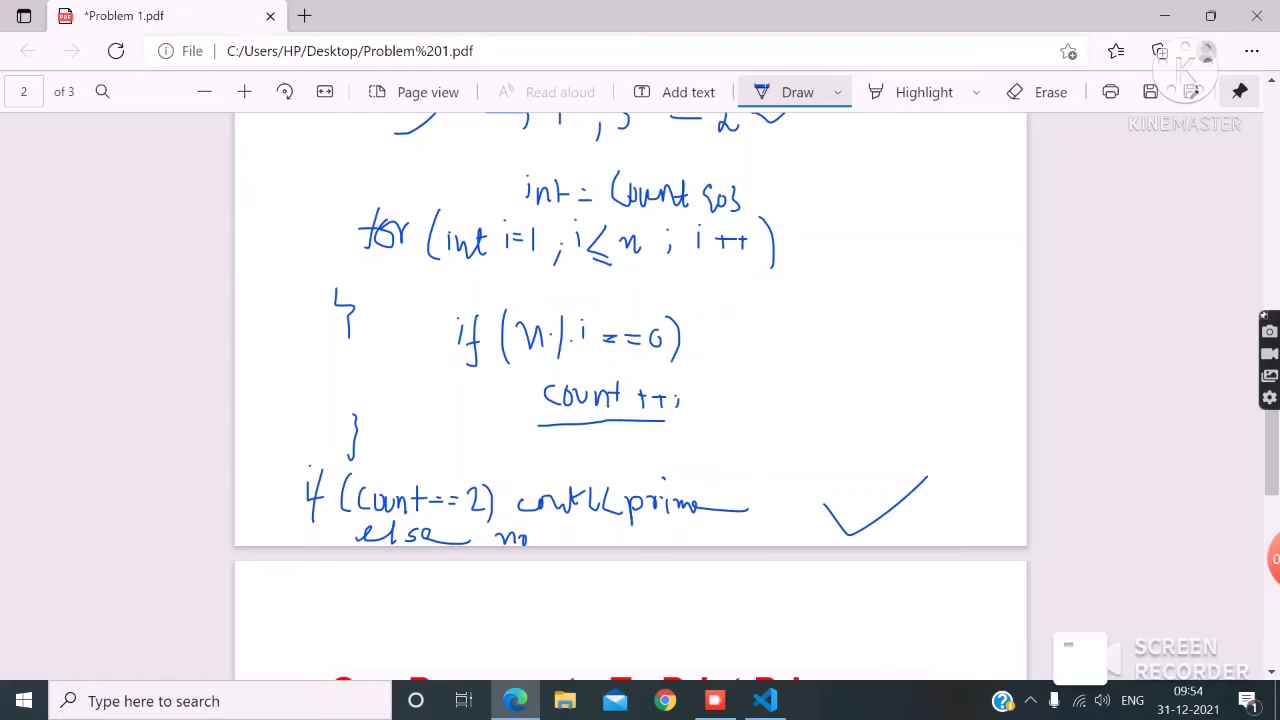 *Problem 1.pdf
File C:/Users/HP/Desktop/Problem%201.pdf
2 of 3 Page view Read aloud Add text Draw Highlight Erase
KINEMASTER
int = Count {0}
for (int i=1 , i≤n ; i++)
{
if (n % i == 0)
count ++;
}
if (count==2) cout<<prime
else no
SCREEN
RECORDER
Type here to search
ENG
09:54
31-12-2021